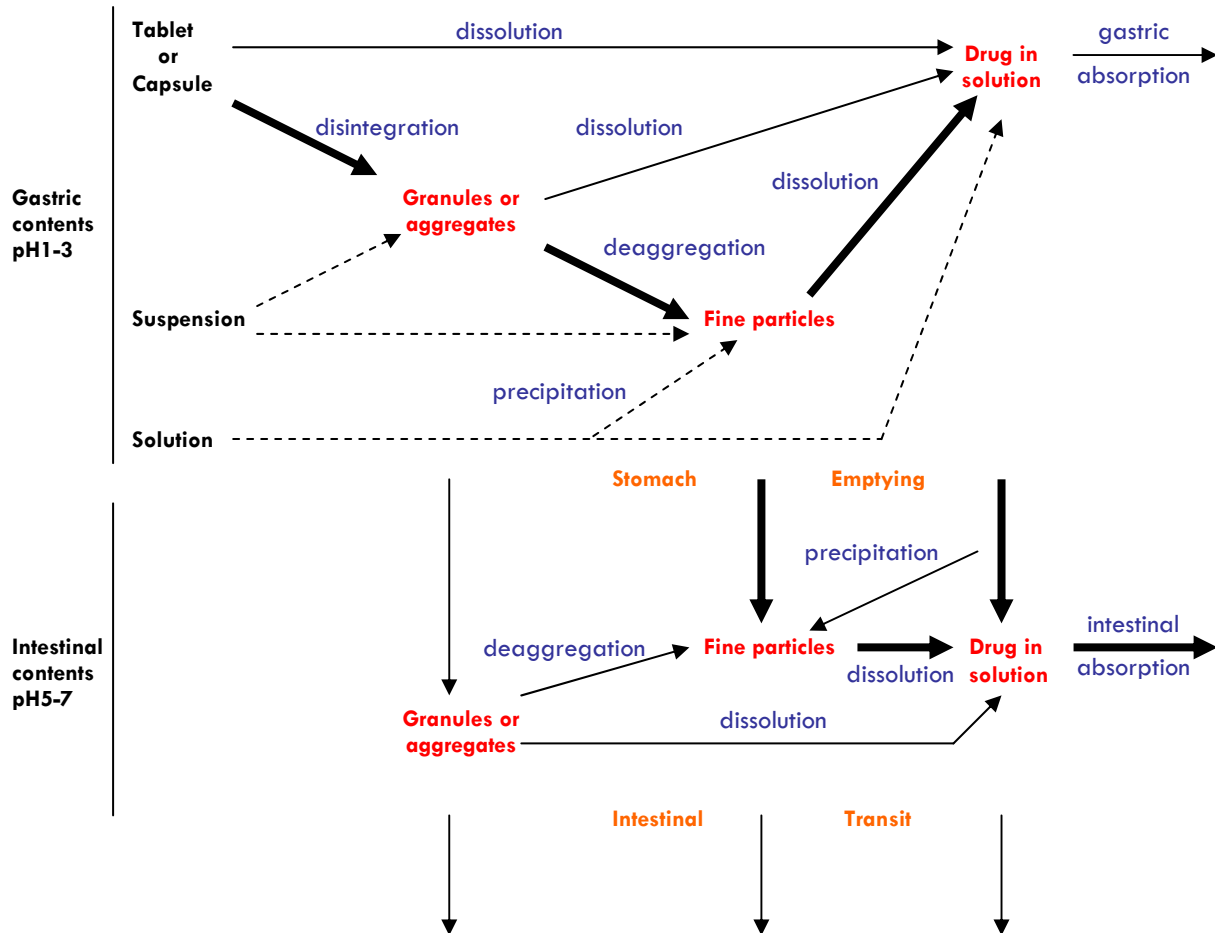 Tablet
or
Capsule
dissolution
Drug in
solution
gastric
absorption
disintegration
dissolution
dissolution
Gastric
contents
pH1-3
Granules or
aggregates
deaggregation
Suspension
Fine particles
precipitation
Solution
Stomach
Emptying
precipitation
Intestinal
contents
pH5-7
deaggregation
Fine particles
dissolution
Drug in
solution
intestinal
absorption
Granules or
aggregates
dissolution
Intestinal
Transit